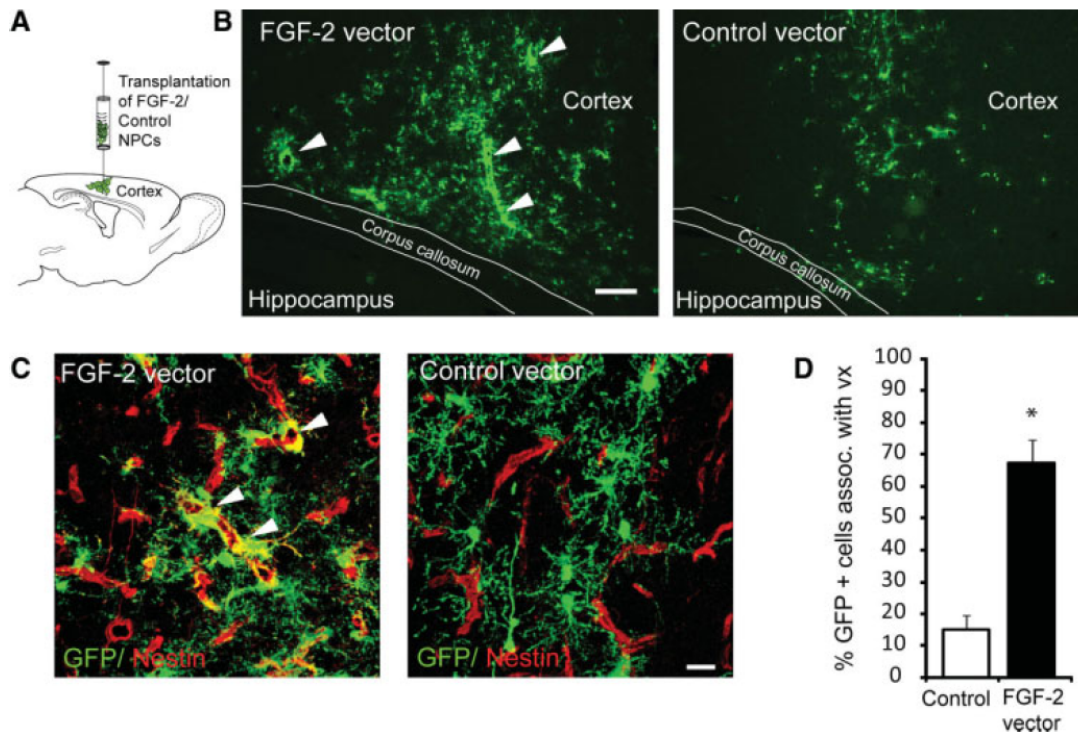 A
Transplantation
of FGF-2/
Control
NPCs
Cortex
B
FGF-2 vector
Cortex
Corpus callosum
Hippocampus
Control vector
Cortex
Corpus callosum
Hippocampus
C
FGF-2 vector
GFP/ Nestin
Control vector
GFP/ Nestin
D
% GFP + cells assoc. with vx
100
90
80
70
60
50
40
30
20
10
0
*
Control
FGF-2
vector